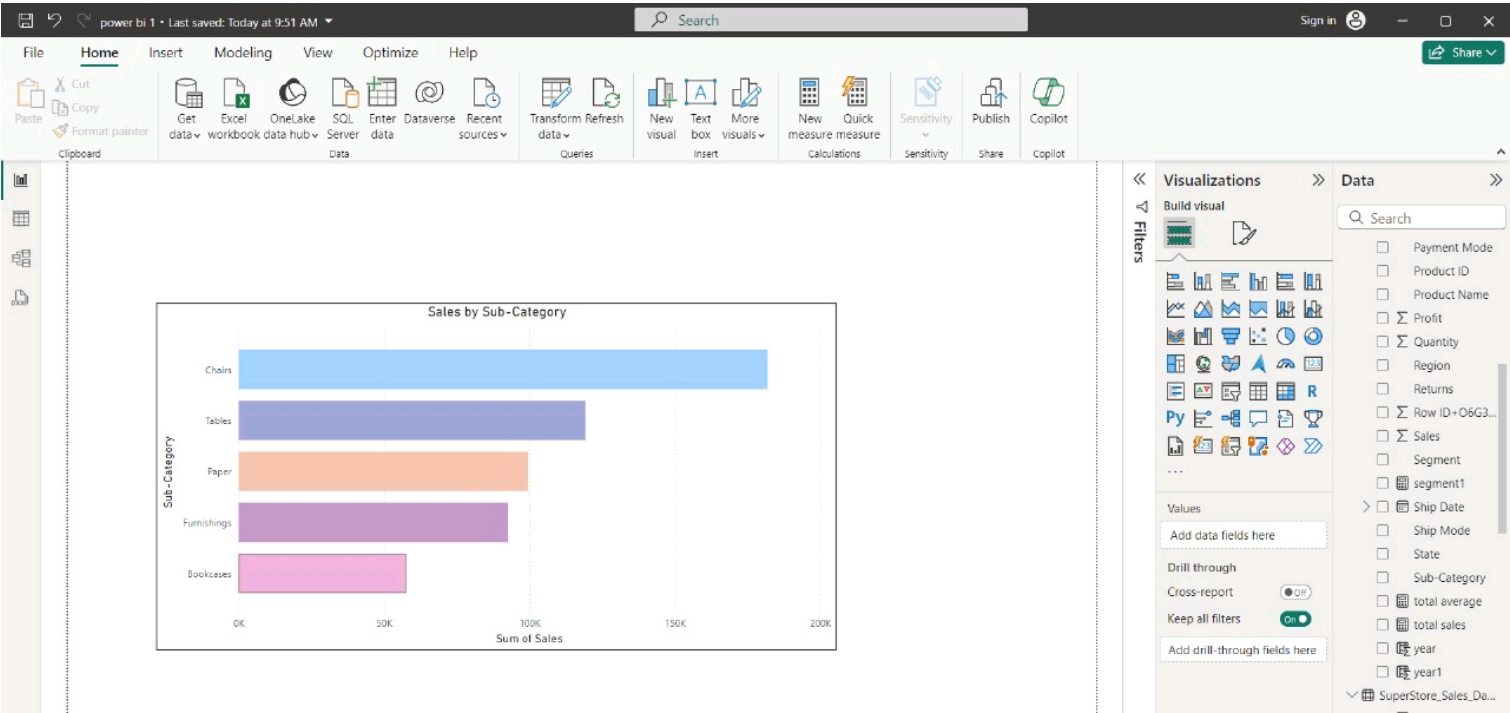 power bi 1 • Last saved: Today at 9:51 AM
Search
Sign in
File Home Insert Modeling View Optimize Help
Share
Paste
Cut
Copy
Format painter
Clipboard
Get data
Excel workbook
OneLake data hub
SQL Server
Enter data
Dataverse
Recent sources
Data
Transform data
Refresh
Queries
New visual
Text box
More visuals
Insert
New measure
Quick measure
Calculations
Sensitivity
Sensitivity
Publish
Share
Copilot
Copilot
Sales by Sub-Category
Sub-Category
Chairs
Tables
Paper
Furnishings
Bookcases
0K 50K 100K 150K 200K
Sum of Sales
Filters
Visualizations
Build visual
123
R
Py
123
...
Values
Add data fields here
Drill through
Cross-report
Off
Keep all filters
On
Add drill-through fields here
Data
Search
Payment Mode
Product ID
Product Name
Profit
Quantity
Region
Returns
Row ID+O6G3...
Sales
Segment
segment1
Ship Date
Ship Mode
State
Sub-Category
total average
total sales
year
year1
SuperStore_Sales_Da...